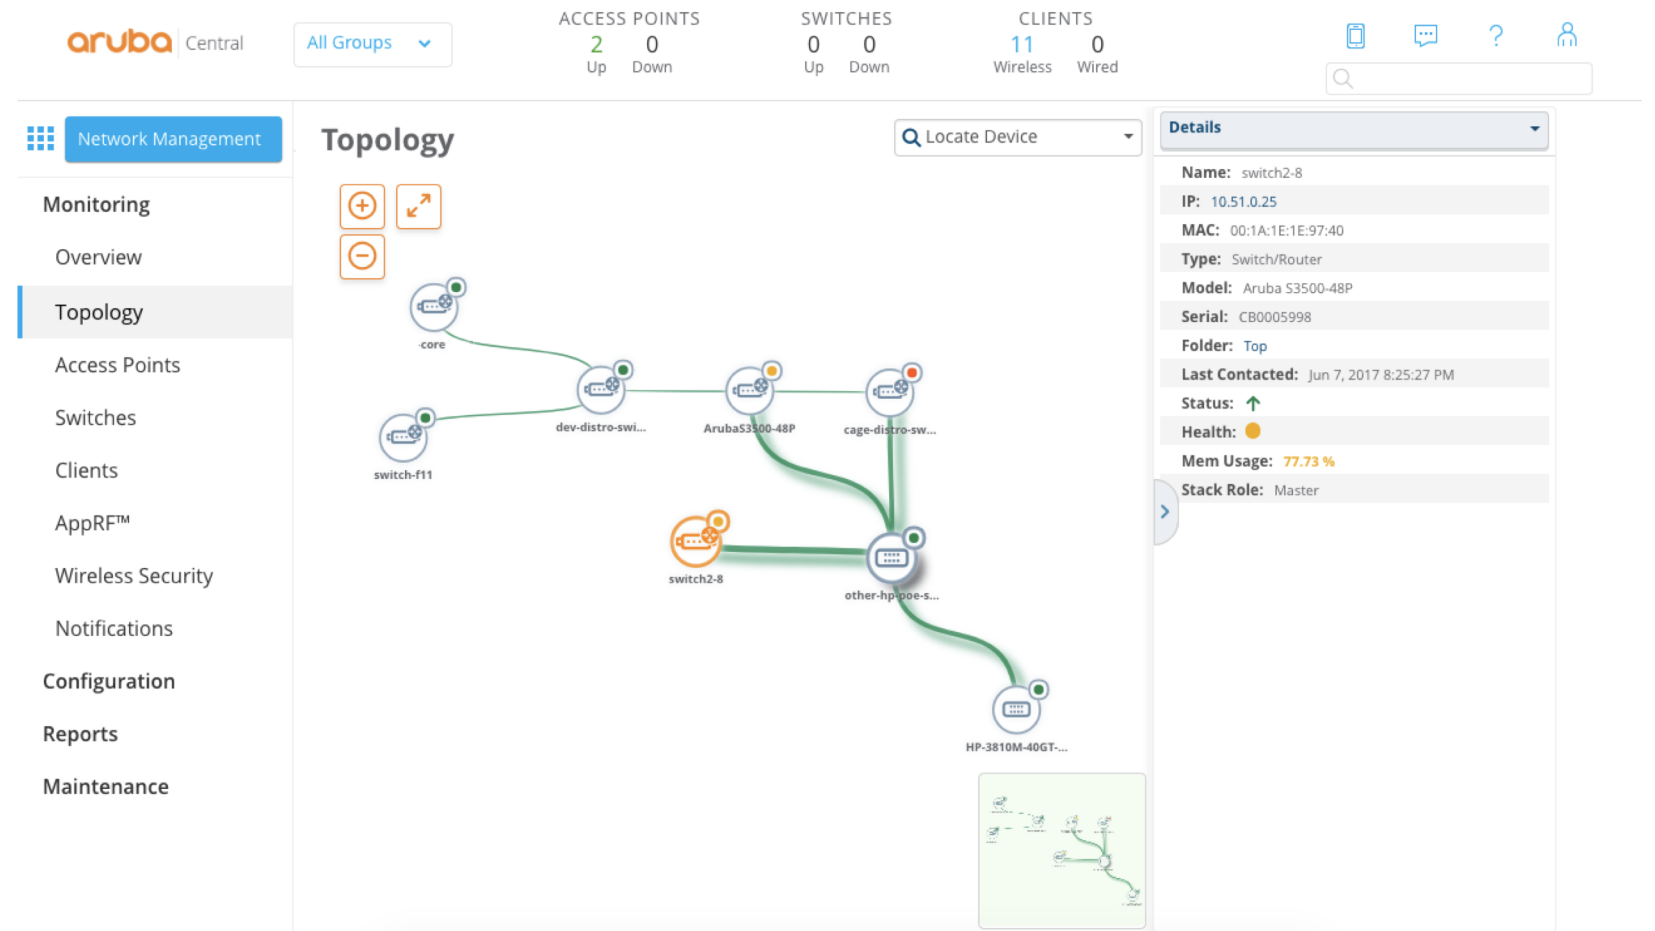 aruba Central
All Groups
ACCESS POINTS
2 0
Up Down
SWITCHES
0 0
Up Down
CLIENTS
11 0
Wireless Wired
Network Management
Monitoring
Overview
Topology
Access Points
Switches
Clients
AppRF™
Wireless Security
Notifications
Configuration
Reports
Maintenance
Topology
Locate Device
-core
dev-distro-swi...
ArubaS3500-48P
cage-distro-sw...
switch-f11
switch2-8
other-hp-poe-s...
HP-3810M-40GT-...
Details
Name: switch2-8
IP: 10.51.0.25
MAC: 00:1A:1E:1E:97:40
Type: Switch/Router
Model: Aruba S3500-48P
Serial: CB0005998
Folder: Top
Last Contacted: Jun 7, 2017 8:25:27 PM
Status:
Health:
Mem Usage: 77.73 %
Stack Role: Master